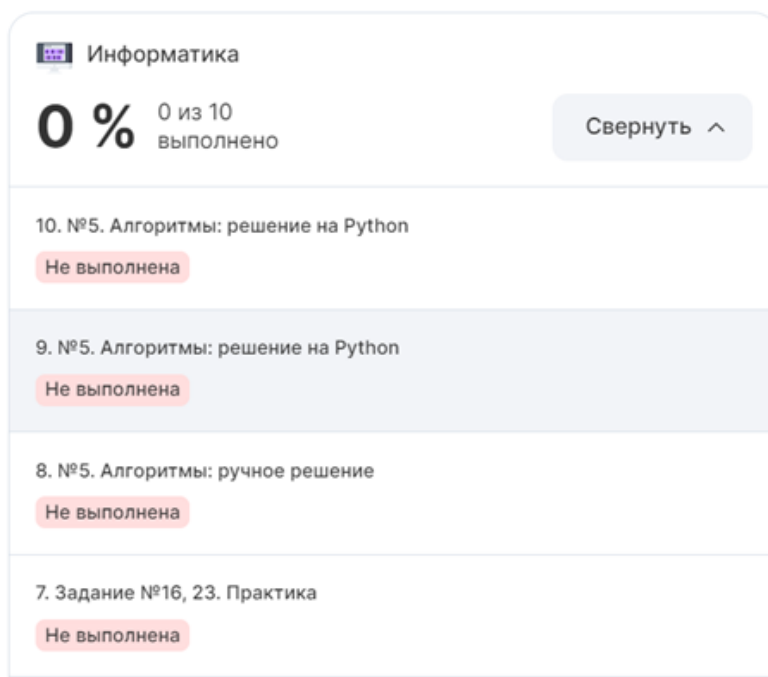 Информатика
0 %
0 из 10
выполнено
Свернуть
10. №5. Алгоритмы: решение на Python
Не выполнена
9. №5. Алгоритмы: решение на Python
Не выполнена
8. №5. Алгоритмы: ручное решение
Не выполнена
7. Задание №16, 23. Практика
Не выполнена